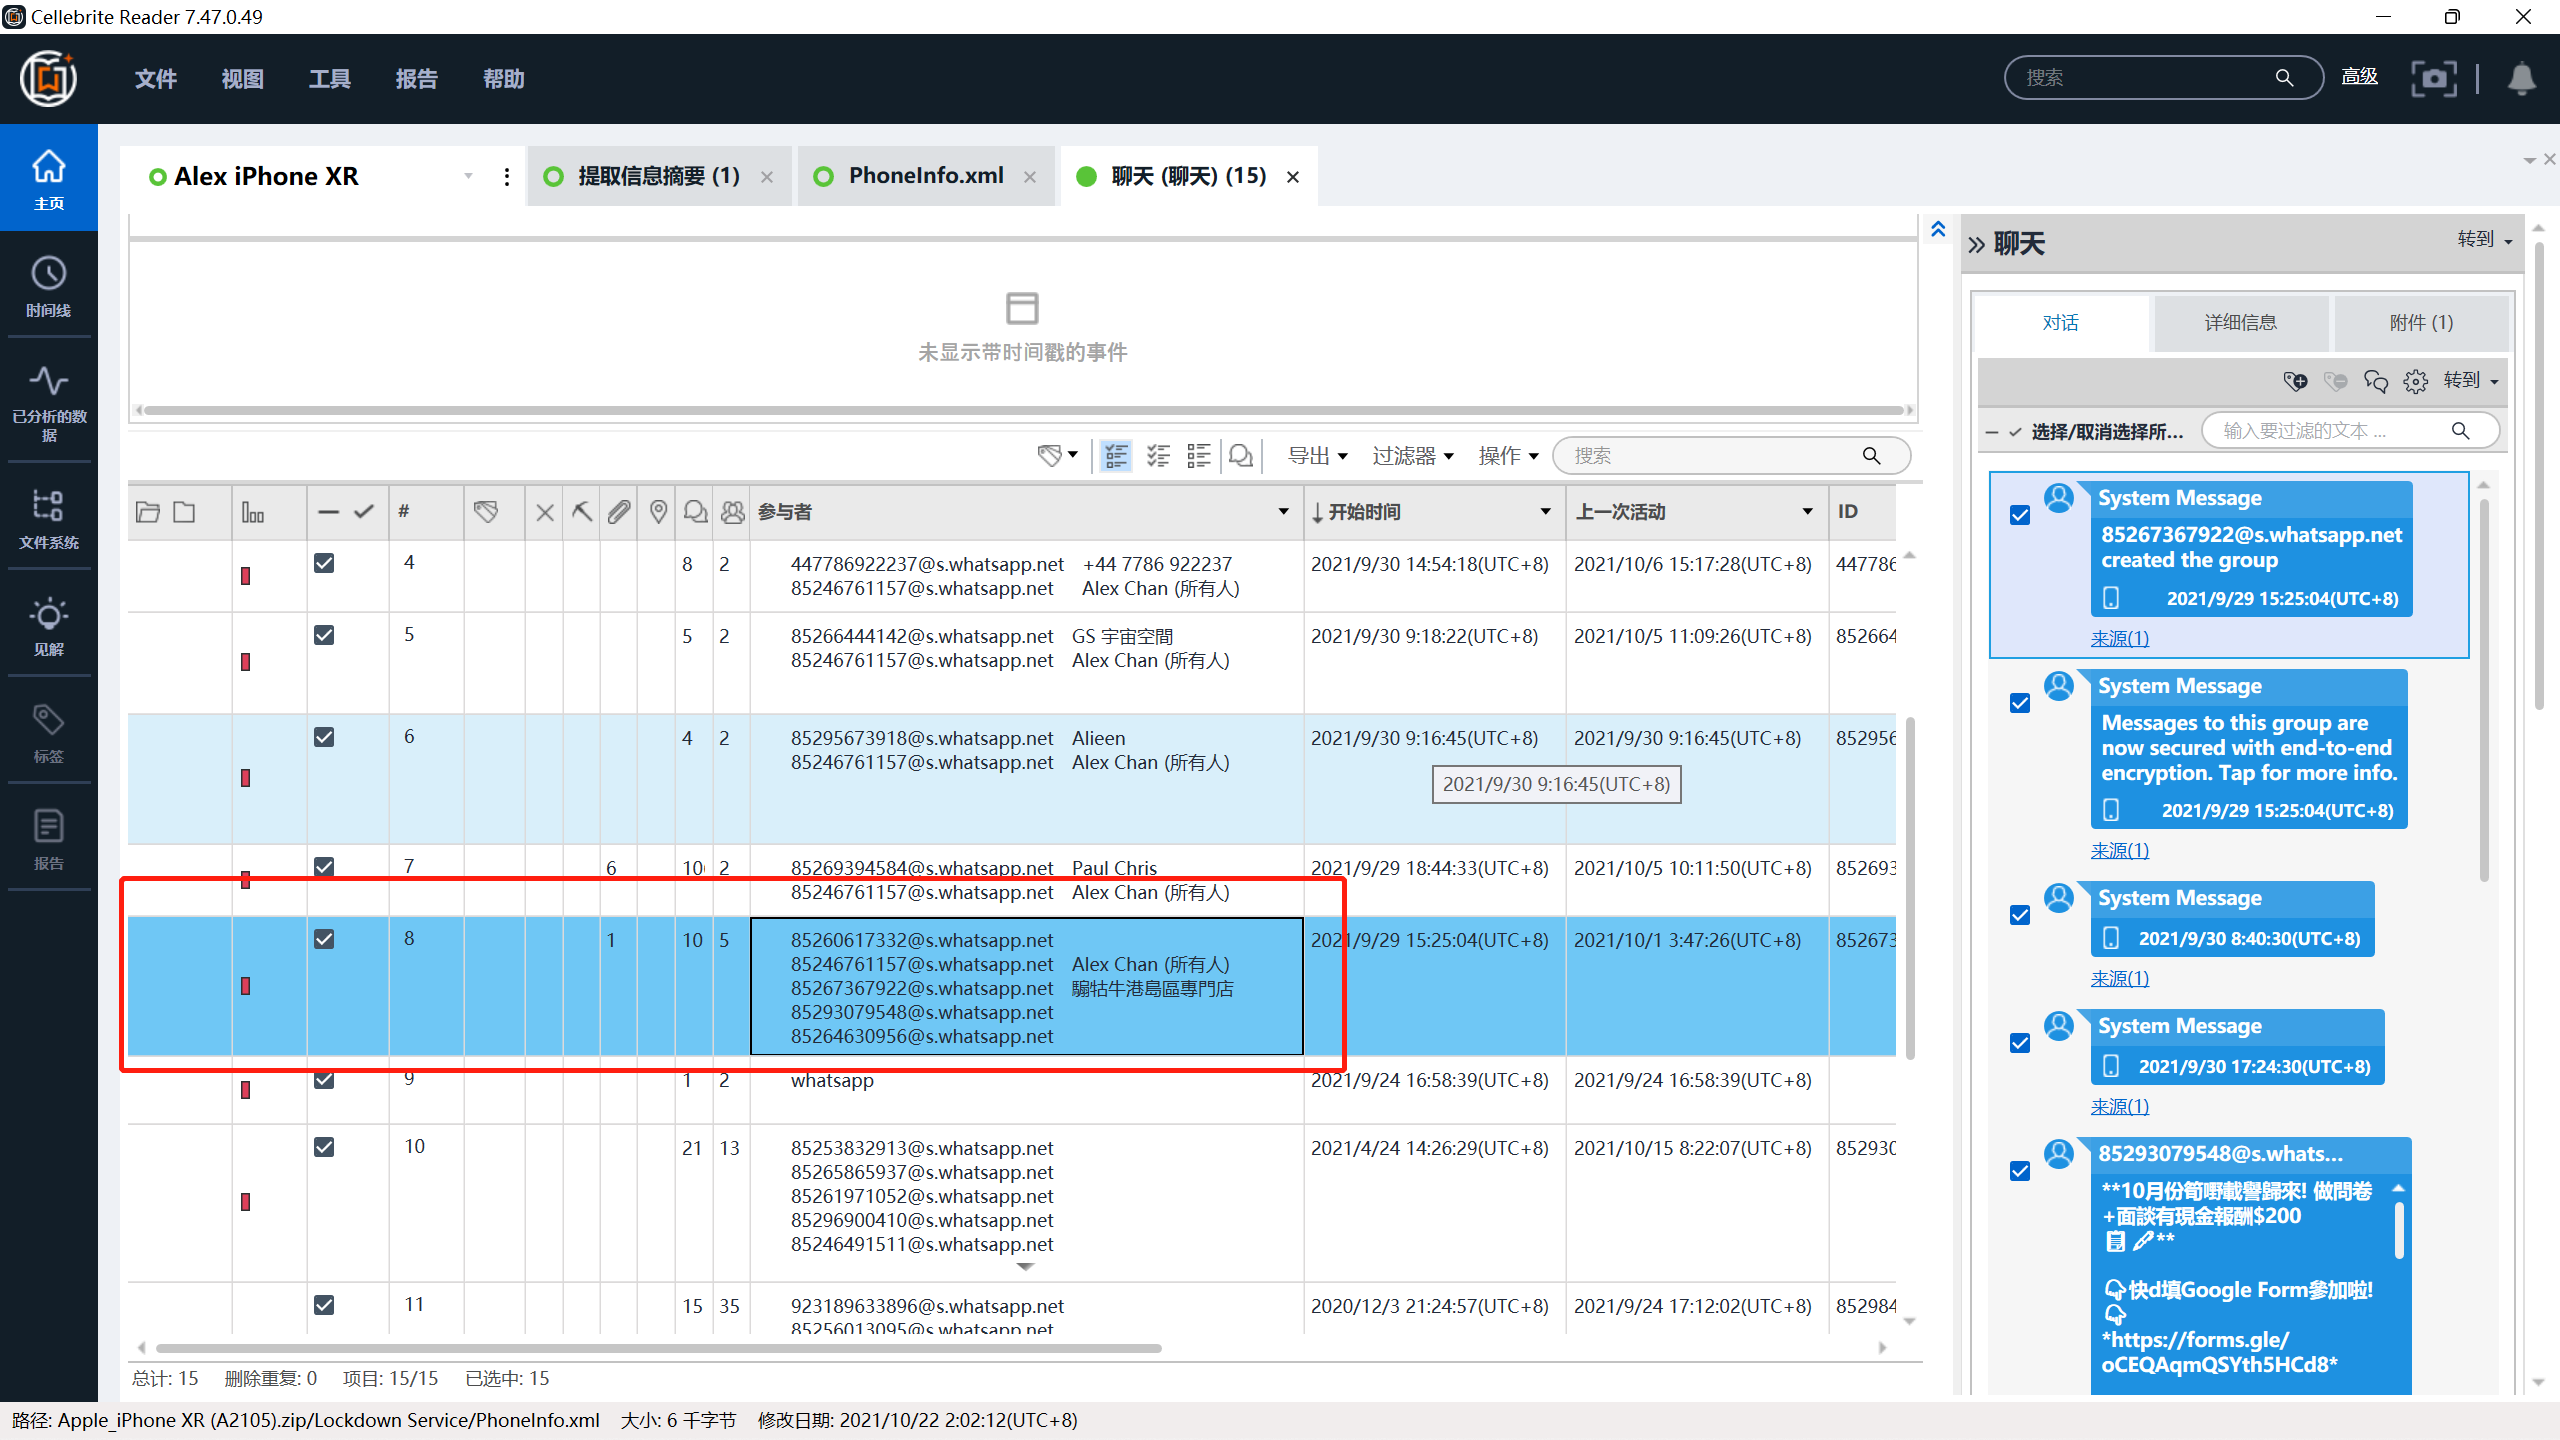 Cellebrite Reader 7.47.0.49
文件 视图 工具 报告 帮助
搜索 高级
主页
时间线
已分析的数
据
文件系统
见解
标签
报告
Alex iPhone XR 提取信息摘要 (1) PhoneInfo.xml 聊天 (聊天) (15)
未显示带时间戳的事件
导出 过滤器 操作 搜索
# 参与者 开始时间 上一次活动 ID
4 8 2 447786922237@s.whatsapp.net +44 7786 922237 2021/9/30 14:54:18(UTC+8) 2021/10/6 15:17:28(UTC+8) 447786
85246761157@s.whatsapp.net Alex Chan (所有人)
5 5 2 85266444142@s.whatsapp.net GS 宇宙空間 2021/9/30 9:18:22(UTC+8) 2021/10/5 11:09:26(UTC+8) 852664
85246761157@s.whatsapp.net Alex Chan (所有人)
6 4 2 85295673918@s.whatsapp.net Alieen 2021/9/30 9:16:45(UTC+8) 2021/9/30 9:16:45(UTC+8) 852956
85246761157@s.whatsapp.net Alex Chan (所有人)
2021/9/30 9:16:45(UTC+8)
7 6 10 2 85269394584@s.whatsapp.net Paul Chris 2021/9/29 18:44:33(UTC+8) 2021/10/5 10:11:50(UTC+8) 852693
85246761157@s.whatsapp.net Alex Chan (所有人)
8 1 10 5 85260617332@s.whatsapp.net 2021/9/29 15:25:04(UTC+8) 2021/10/1 3:47:26(UTC+8) 852673
85246761157@s.whatsapp.net Alex Chan (所有人)
85267367922@s.whatsapp.net 騸牯牛港島區專門店
85293079548@s.whatsapp.net
85264630956@s.whatsapp.net
9 1 2 whatsapp 2021/9/24 16:58:39(UTC+8) 2021/9/24 16:58:39(UTC+8)
10 21 13 85253832913@s.whatsapp.net 2021/4/24 14:26:29(UTC+8) 2021/10/15 8:22:07(UTC+8) 852930
85265865937@s.whatsapp.net
85261971052@s.whatsapp.net
85296900410@s.whatsapp.net
85246491511@s.whatsapp.net
11 15 35 923189633896@s.whatsapp.net 2020/12/3 21:24:57(UTC+8) 2021/9/24 17:12:02(UTC+8) 852984
85256013095@s.whatsapp.net
总计: 15 删除重复: 0 项目: 15/15 已选中: 15
聊天 转到
对话 详细信息 附件 (1)
转到
选择/取消选择所... 输入要过滤的文本 ...
System Message
85267367922@s.whatsapp.net
created the group
2021/9/29 15:25:04(UTC+8)
来源(1)
System Message
Messages to this group are
now secured with end-to-end
encryption. Tap for more info.
2021/9/29 15:25:04(UTC+8)
来源(1)
System Message
2021/9/30 8:40:30(UTC+8)
来源(1)
System Message
2021/9/30 17:24:30(UTC+8)
来源(1)
85293079548@s.whats...
**10月份筍嘢載譽歸來! 做問卷
+面談有現金報酬$200
📋🖊**
👇快d填Google Form參加啦!
👇
*https://forms.gle/
oCEQAqmQSYth5HCd8*
路径: Apple_iPhone XR (A2105).zip/Lockdown Service/PhoneInfo.xml 大小: 6 千字节 修改日期: 2021/10/22 2:02:12(UTC+8)